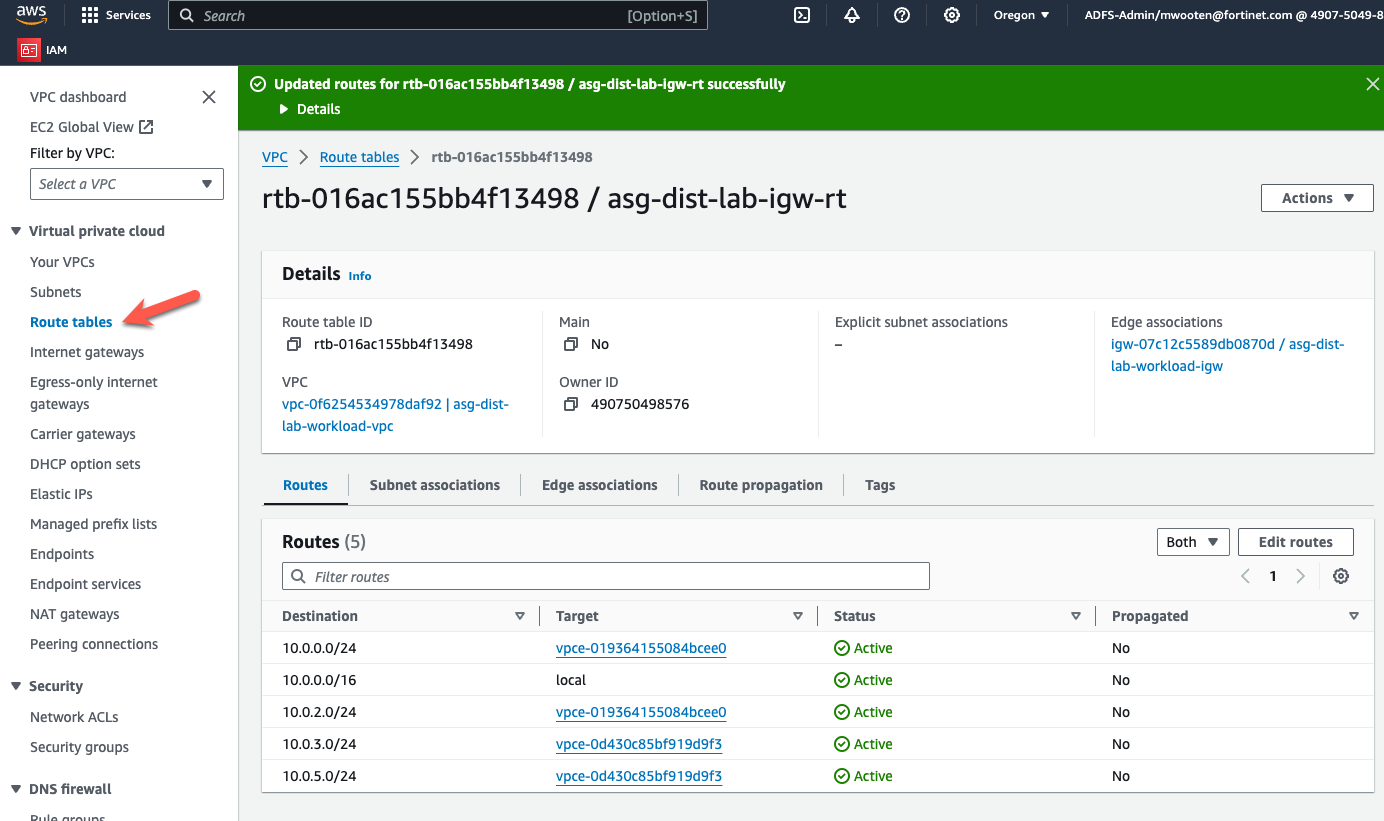 aws
Services
Search
[Option+S]
Oregon
ADFS-Admin/mwooten@fortinet.com @ 4907-5049-8
IAM
VPC dashboard
EC2 Global View
Filter by VPC:
Select a VPC
Virtual private cloud
Your VPCs
Subnets
Route tables
Internet gateways
Egress-only internet
gateways
Carrier gateways
DHCP option sets
Elastic IPs
Managed prefix lists
Endpoints
Endpoint services
NAT gateways
Peering connections
Security
Network ACLs
Security groups
DNS firewall
Rule groups
Updated routes for rtb-016ac155bb4f13498 / asg-dist-lab-igw-rt successfully
Details
VPC > Route tables > rtb-016ac155bb4f13498
rtb-016ac155bb4f13498 / asg-dist-lab-igw-rt
Actions
Details Info
Route table ID
rtb-016ac155bb4f13498
Main
No
Explicit subnet associations
–
Edge associations
igw-07c12c5589db0870d / asg-dist-
lab-workload-igw
VPC
vpc-0f6254534978daf92 | asg-dist-
lab-workload-vpc
Owner ID
490750498576
Routes
Subnet associations
Edge associations
Route propagation
Tags
Routes (5)
Both
Edit routes
Filter routes
1
Destination Target Status Propagated
10.0.0.0/24 vpce-019364155084bcee0 Active No
10.0.0.0/16 local Active No
10.0.2.0/24 vpce-019364155084bcee0 Active No
10.0.3.0/24 vpce-0d430c85bf919d9f3 Active No
10.0.5.0/24 vpce-0d430c85bf919d9f3 Active No